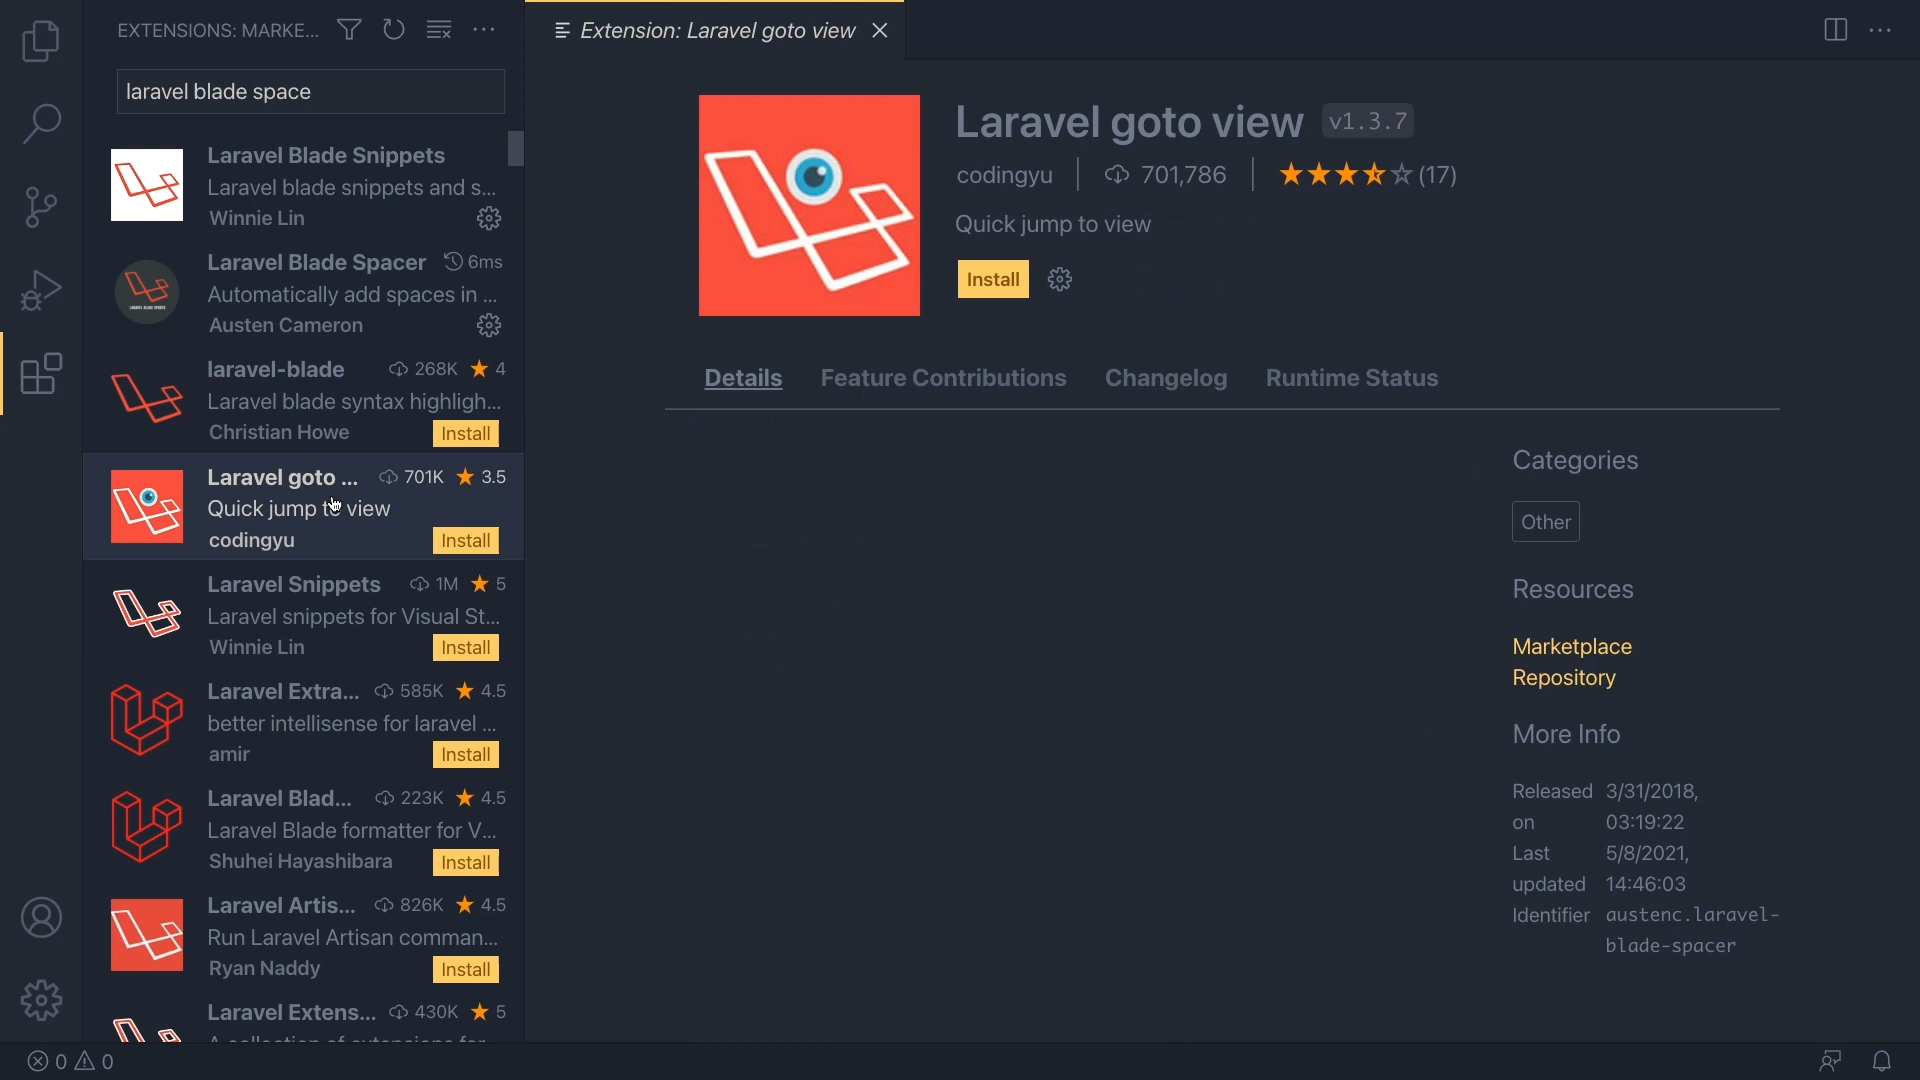 EXTENSIONS: MARKE...
laravel blade space
Laravel Blade Snippets
Laravel blade snippets and s...
Winnie Lin
Laravel Blade Spacer 6ms
Automatically add spaces in ...
Austen Cameron
laravel-blade 268K ★ 4
Laravel blade syntax highligh...
Christian Howe Install
Laravel goto ... 701K ★ 3.5
Quick jump to view
codingyu Install
Laravel Snippets 1M ★ 5
Laravel snippets for Visual St...
Winnie Lin Install
Laravel Extra... 585K ★ 4.5
better intellisense for laravel ...
amir Install
Laravel Blad... 223K ★ 4.5
Laravel Blade formatter for V...
Shuhei Hayashibara Install
Laravel Artis... 826K ★ 4.5
Run Laravel Artisan comman...
Ryan Naddy Install
Laravel Extens... 430K ★ 5
Extension: Laravel goto view
Laravel goto view v1.3.7
codingyu | 701,786 | (17)
Quick jump to view
Install
Details Feature Contributions Changelog Runtime Status
Categories
Other
Resources
Marketplace
Repository
More Info
Released 3/31/2018,
on 03:19:22
Last 5/8/2021,
updated 14:46:03
Identifier austenc.laravel-
blade-spacer
0 0